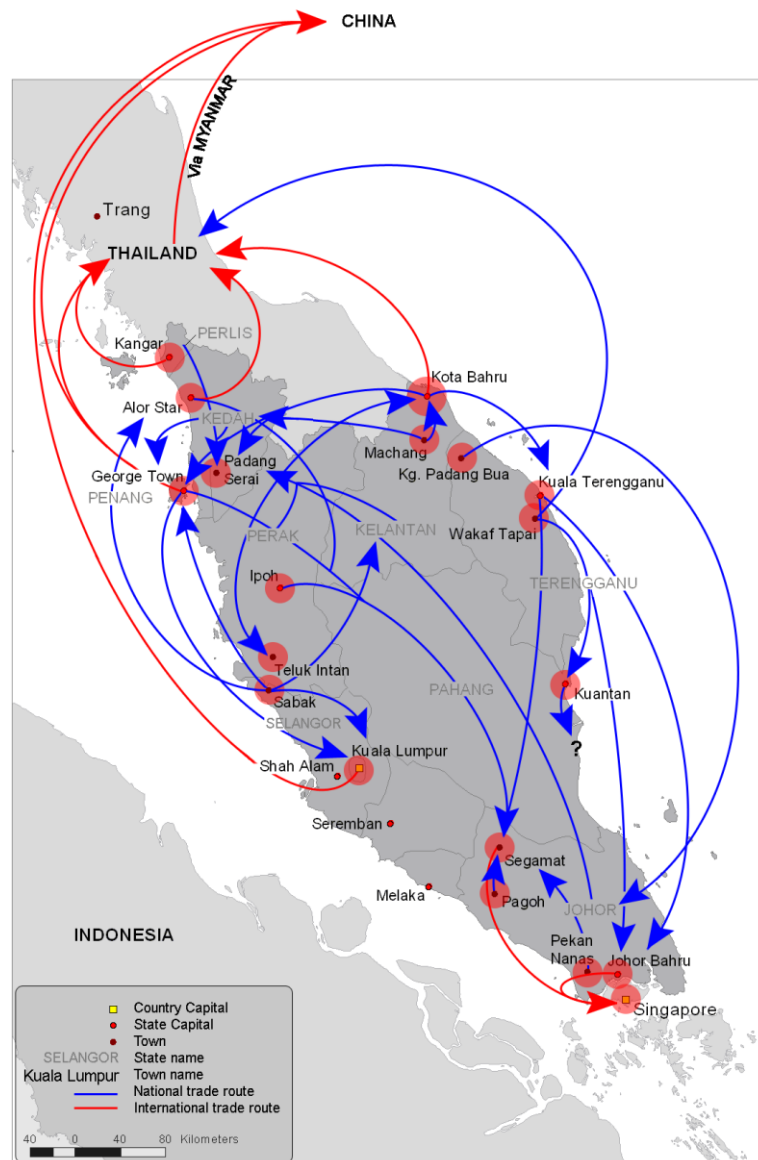 CHINA
Via MYANMAR
Trang
THAILAND
PERLIS
Kangar
Kota Bahru
Alor Star
KEDAH
Machang
Padang
Serai
Kg. Padang Bua
George Town
Kuala Terengganu
PENANG
KELANTAN
Wakaf Tapai
PERAK
TERENGGANU
Ipoh
Teluk Intan
PAHANG
Kuantan
Sabak
SELANGOR
?
Kuala Lumpur
Shah Alam
Seremban
Segamat
Melaka
Pagoh
JOHOR
INDONESIA
Pekan
Nanas
Johor Bahru
Singapore
Country Capital
State Capital
Town
SELANGOR State name
Kuala Lumpur Town name
National trade route
International trade route
40 0 40 80 Kilometers